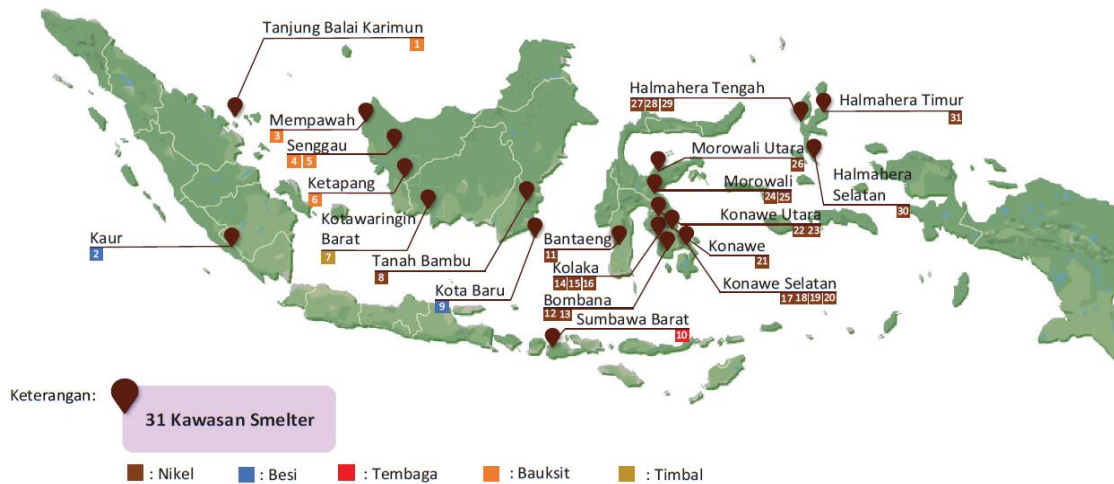 Tanjung Balai Karimun
1
Mempawah
3
Senggau
4 5
Ketapang
6
Kotawaringin
Barat
7
Kaur
2
Tanah Bambu
8
Kota Baru
9
Halmahera Tengah
27 28 29
Halmahera Timur
31
Morowali Utara
26
Morowali
24 25
Halmahera
Selatan
30
Konawe Utara
22 23
Bantaeng
11
Konawe
21
Kolaka
14 15 16
Konawe Selatan
17 18 19 20
Bombana
12 13
Sumbawa Barat
10
Keterangan:
31 Kawasan Smelter
: Nikel : Besi : Tembaga : Bauksit : Timbal